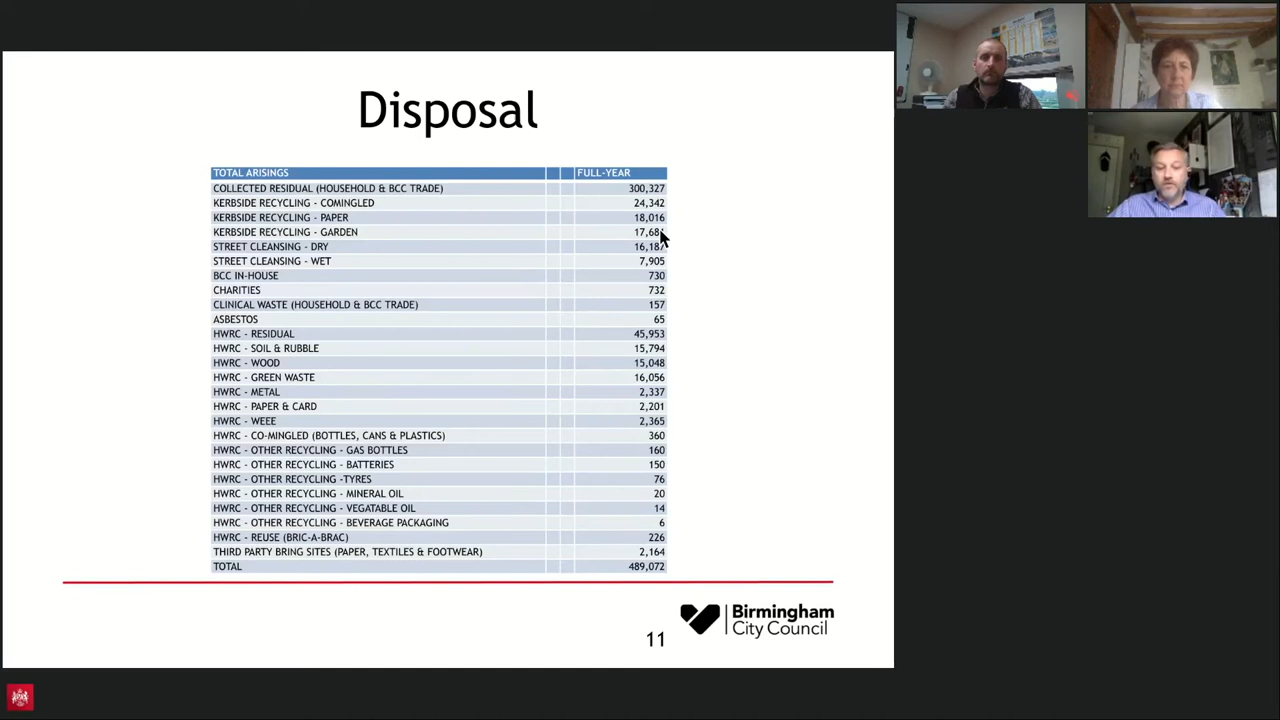 Disposal
TOTAL ARISINGS FULL-YEAR
COLLECTED RESIDUAL (HOUSEHOLD & BCC TRADE) 300,327
KERBSIDE RECYCLING - COMINGLED 24,342
KERBSIDE RECYCLING - PAPER 18,016
KERBSIDE RECYCLING - GARDEN
STREET CLEANSING - DRY 16,187
STREET CLEANSING - WET 7,905
BCC IN-HOUSE 730
CHARITIES 732
CLINICAL WASTE (HOUSEHOLD & BCC TRADE) 157
ASBESTOS 65
HWRC - RESIDUAL 45,953
HWRC - SOIL & RUBBLE 15,794
HWRC - WOOD 15,048
HWRC - GREEN WASTE 16,056
HWRC - METAL 2,337
HWRC - PAPER & CARD 2,201
HWRC - WEEE 2,365
HWRC - CO-MINGLED (BOTTLES, CANS & PLASTICS) 360
HWRC - OTHER RECYCLING - GAS BOTTLES 160
HWRC - OTHER RECYCLING - BATTERIES 150
HWRC - OTHER RECYCLING -TYRES 76
HWRC - OTHER RECYCLING - MINERAL OIL 20
HWRC - OTHER RECYCLING - VEGATABLE OIL 14
HWRC - OTHER RECYCLING - BEVERAGE PACKAGING 6
HWRC - REUSE (BRIC-A-BRAC) 226
THIRD PARTY BRING SITES (PAPER, TEXTILES & FOOTWEAR) 2,164
TOTAL 489,072
Birmingham
City Council
11